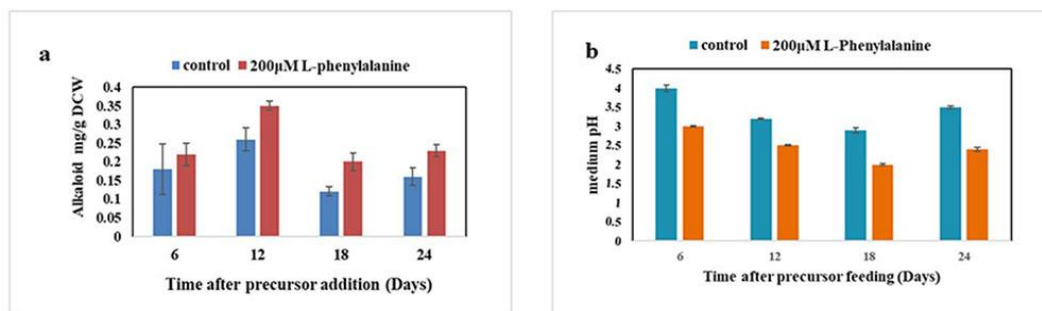 a
control 200µM L-phenylalanine
Alkaloid mg/g DCW
0.4
0.35
0.3
0.25
0.2
0.15
0.1
0.05
0
6 12 18 24
Time after precursor addition (Days)
b
control 200µM L-Phenylalanine
medium pH
4.5
4
3.5
3
2.5
2
1.5
1
0.5
0
6 12 18 24
Time after precursor feeding (Days)